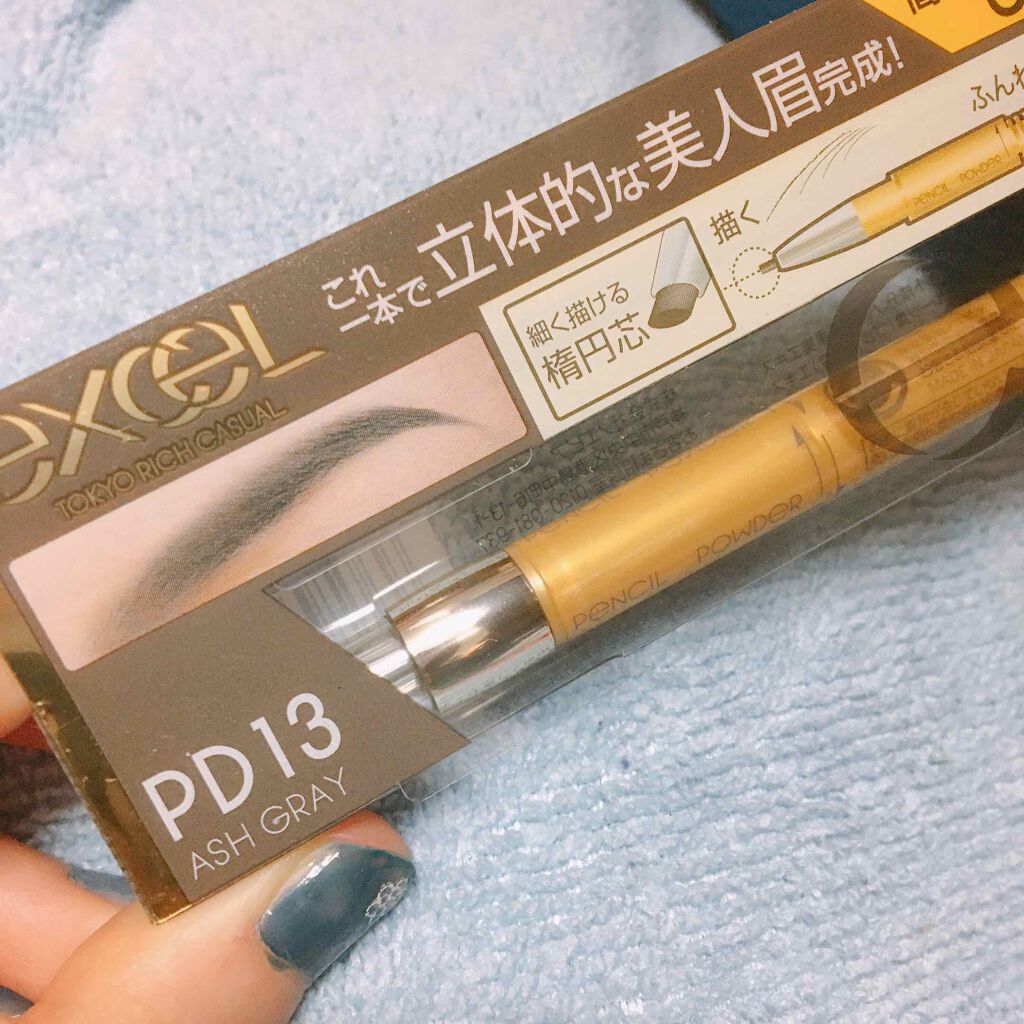 excel
TOKYO RICH CASUAL
これ
一本で立体的な美人眉完成!
細く描ける
楕円芯
描く
ふんわ
PENCIL POWDER
PENCIL POWDER
PD13
ASH GRAY